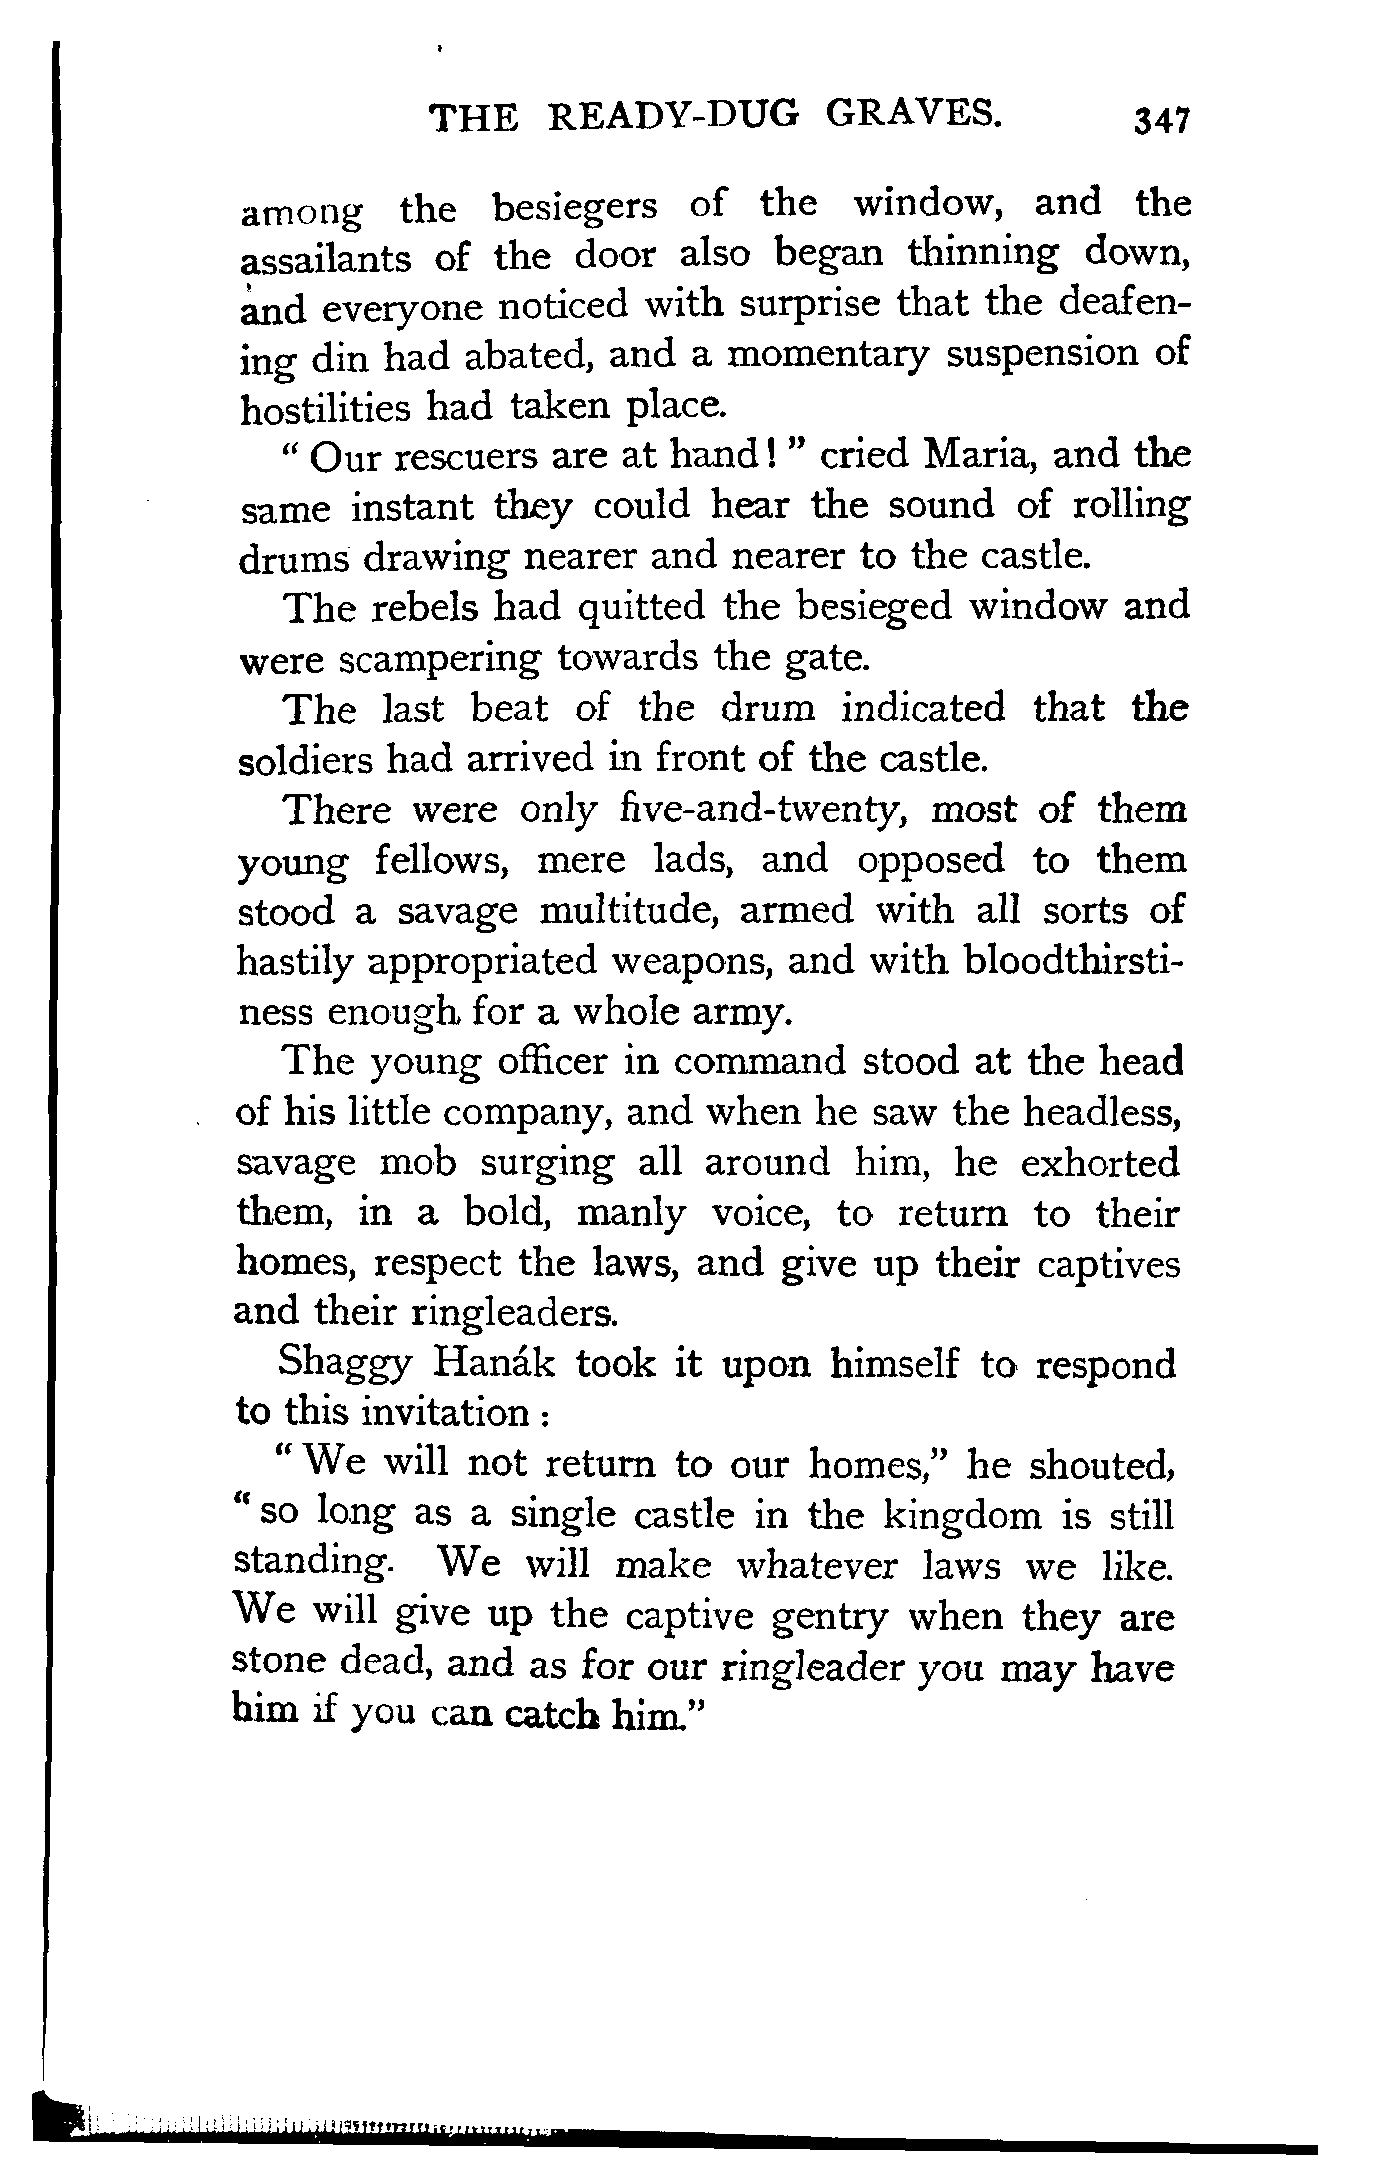 THE READY-DUG GRAVES. 347
among the besiegers of the window, and the
assailants of the door also began thinning down,
and everyone noticed with surprise that the deafen-
ing din had abated, and a momentary suspension of
hostilities had taken place.
" Our rescuers are at hand! " cried Maria, and the
same instant they could hear the sound of rolling
drums drawing nearer and nearer to the castle.
The rebels had quitted the besieged window and
were scampering towards the gate.
The last beat of the drum indicated that the
soldiers had arrived in front of the castle.
There were only five-and-twenty, most of them
young fellows, mere lads, and opposed to them
stood a savage multitude, armed with all sorts of
hastily appropriated weapons, and with bloodthirsti-
ness enough for a whole army.
The young officer in command stood at the head
of his little company, and when he saw the headless,
savage mob surging all around him, he exhorted
them, in a bold, manly voice, to return to their
homes, respect the laws, and give up their captives
and their ringleaders.
Shaggy Hanák took it upon himself to respond
to this invitation :
" We will not return to our homes," he shouted,
" so long as a single castle in the kingdom is still
standing. We will make whatever laws we like.
We will give up the captive gentry when they are
stone dead, and as for our ringleader you may have
him if you can catch him."